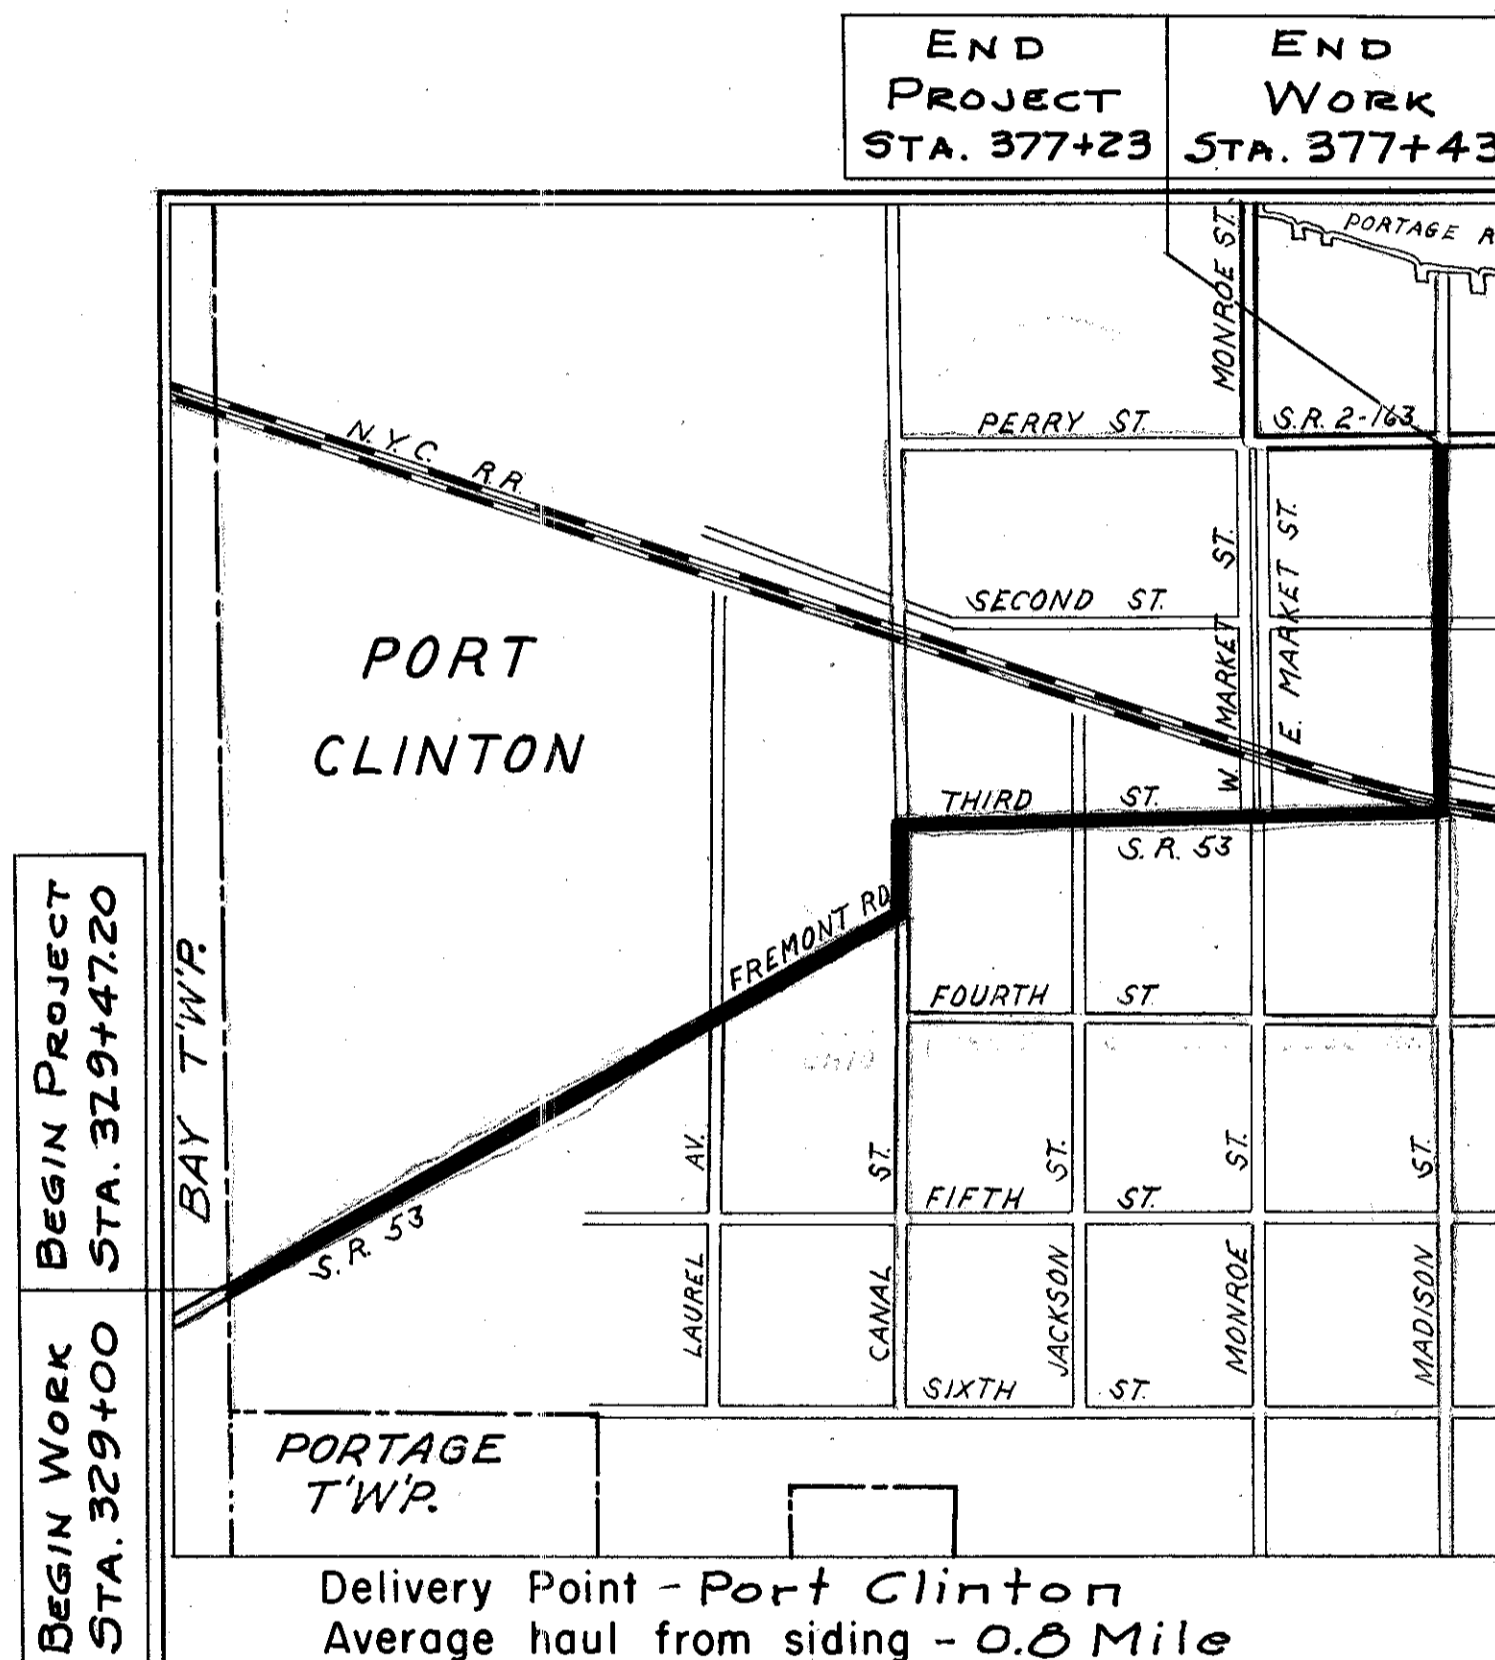 END
PROJECT
STA. 377+23
END
WORK
STA. 377+43
PORTAGE R
MONROE ST.
PERRY ST.
S.R. 2-163
N.Y.C. R.R.
SECOND ST.
W. MARKET ST.
E. MARKET ST.
PORT
CLINTON
THIRD ST.
S.R. 53
FREMONT RD
FOURTH ST.
BEGIN PROJECT
STA. 329+47.20
BAY T'W'P.
S.R. 53
FIFTH ST.
LAUREL AV.
CANAL ST.
JACKSON ST.
MONROE ST.
MADISON ST.
SIXTH ST.
BEGIN WORK
STA. 329+00
PORTAGE
T'W'P.
Delivery Point - Port Clinton
Average haul from siding - 0.8 Mile